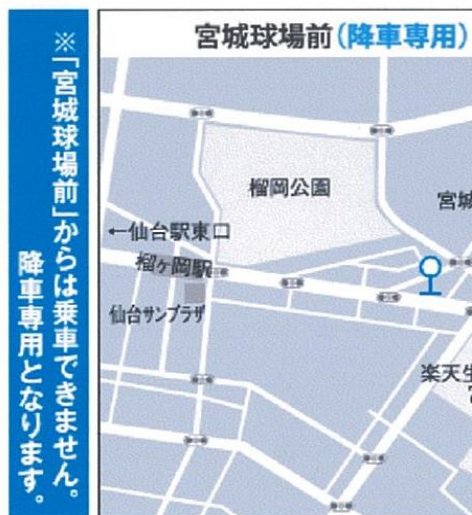 ※「宮城球場前」からは乗車できません。
降車専用となります。
宮城球場前(降車専用)
榴岡公園
宮城
←仙台駅東口
榴ヶ岡駅
仙台サンプラザ
楽天生